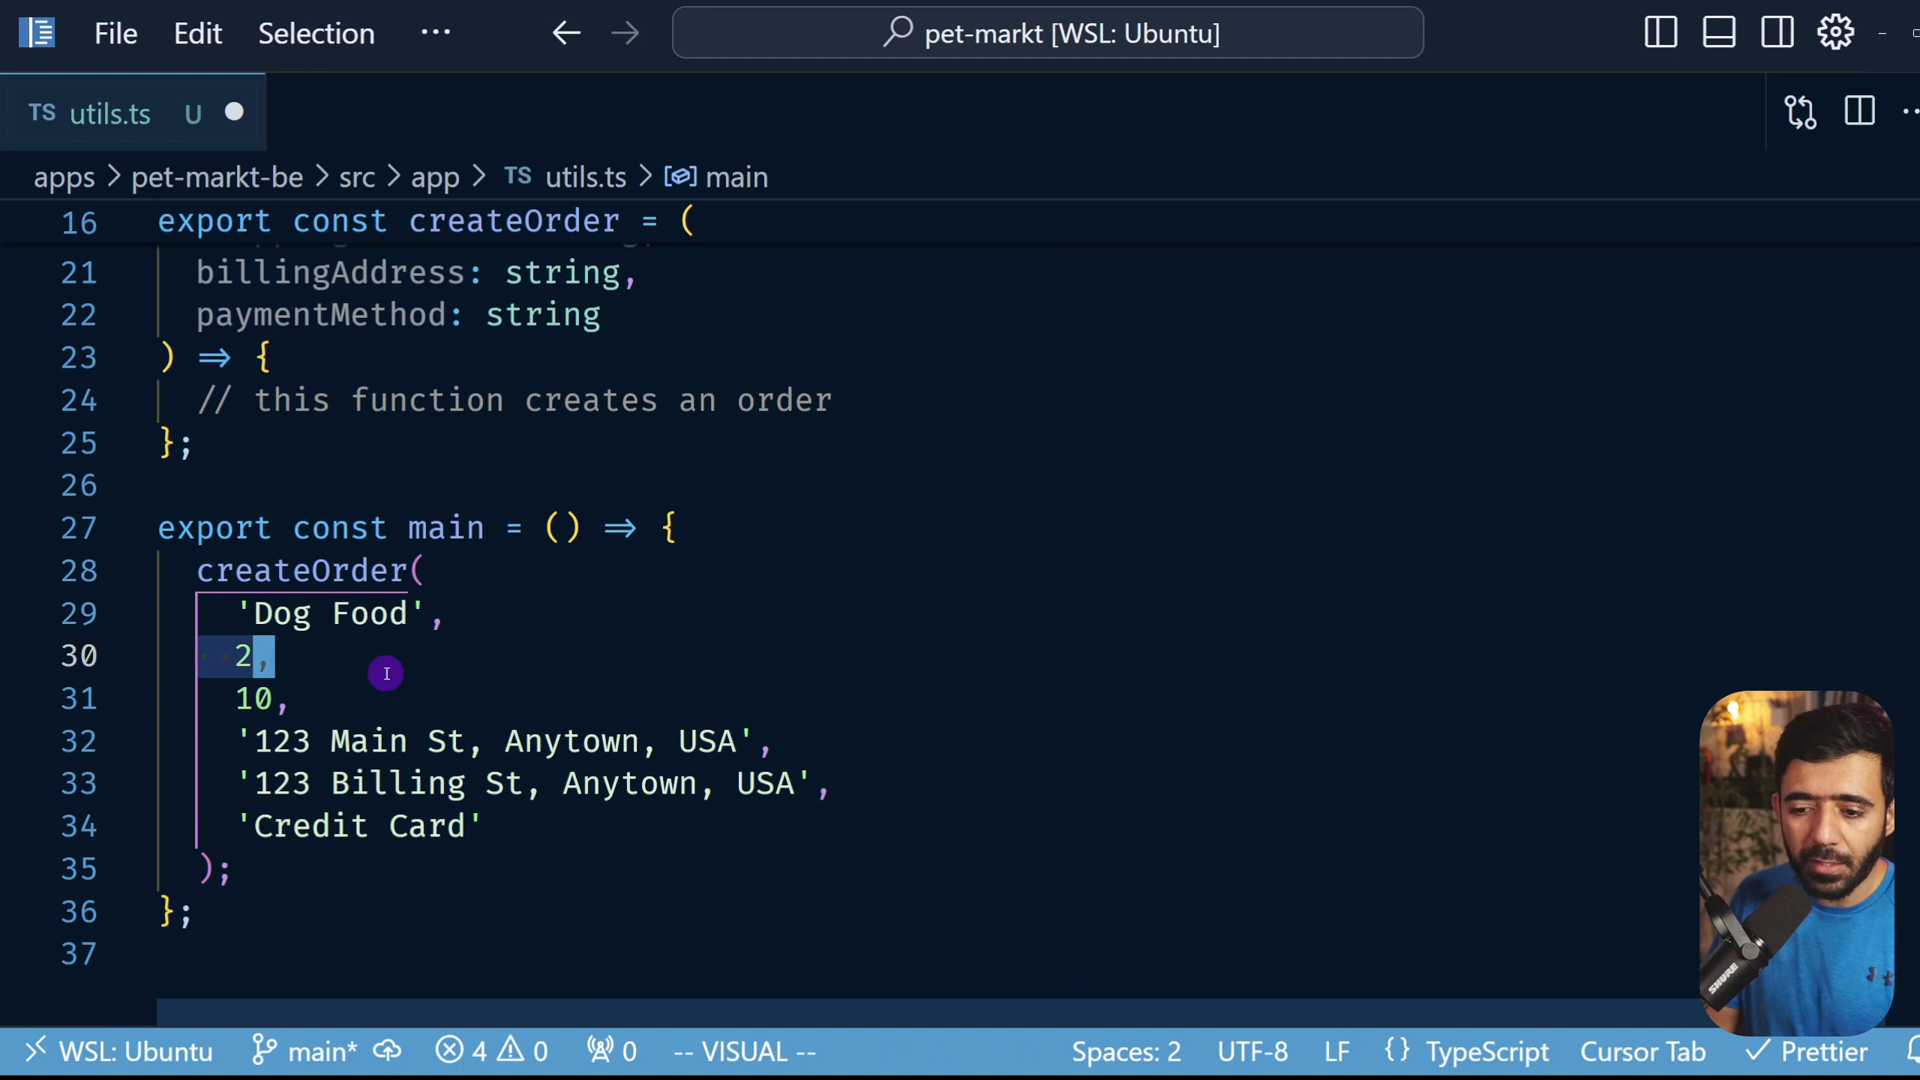 File Edit Selection ··· pet-markt [WSL: Ubuntu]
TS utils.ts U
apps > pet-markt-be > src > app > TS utils.ts > main
16 export const createOrder = (
21 billingAddress: string,
22 paymentMethod: string
23 ) => {
24 // this function creates an order
25 };
26
27 export const main = () => {
28 createOrder(
29 'Dog Food',
30 2,
31 10,
32 '123 Main St, Anytown, USA',
33 '123 Billing St, Anytown, USA',
34 'Credit Card'
35 );
36 };
37
SHURE
WSL: Ubuntu main* 4 0 0 -- VISUAL -- Spaces: 2 UTF-8 LF {} TypeScript Cursor Tab Prettier